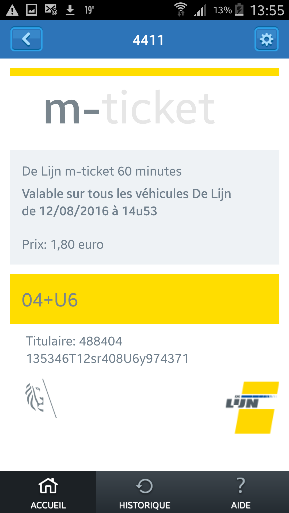 19°
13%
13:55
4411
m-ticket
De Lijn m-ticket 60 minutes
Valable sur tous les véhicules De Lijn
de 12/08/2016 à 14u53
Prix: 1,80 euro
04+U6
Titulaire: 488404
135346T12sr408U6y974371
LIJN
ACCUEIL
HISTORIQUE
? AIDE